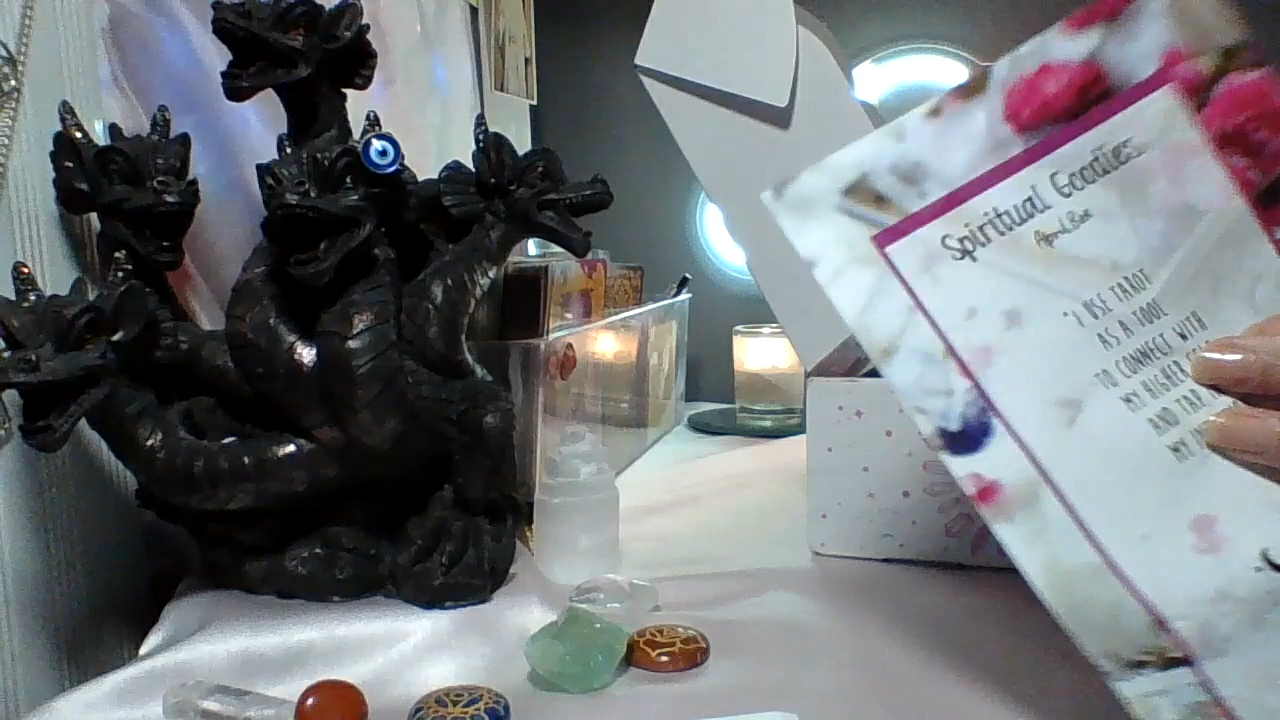 Spiritual Goodies
April Box
"I USE TAROT
AS A TOOL
TO CONNECT WITH
MY HIGHER
AND TAP
MY